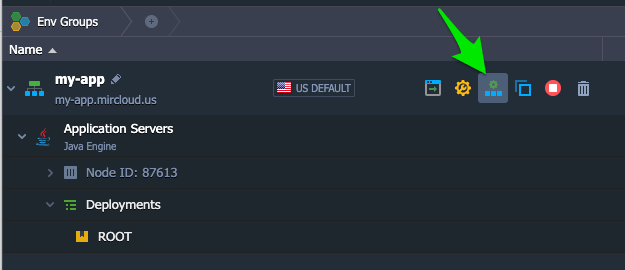 Env Groups
Name
my-app
my-app.mircloud.us
US DEFAULT
Application Servers
Java Engine
Node ID: 87613
Deployments
ROOT